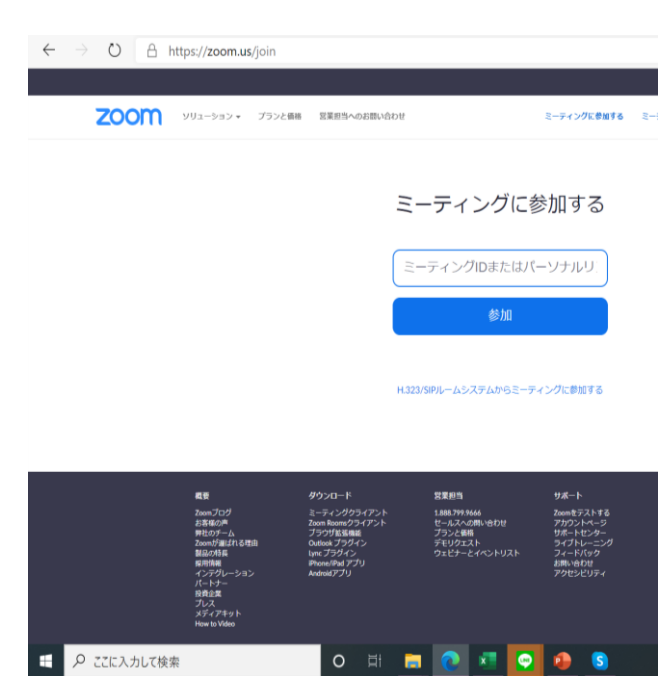 https://zoom.us/join
zoom ソリューション プランと価格 営業担当へのお問い合わせ ミーティングに参加する
ミーティングに参加する
ミーティングIDまたはパーソナルリ
参加
H.323/SIPルームシステムからミーティングに参加する
概要
Zoomブログ
お客様の声
弊社のチーム
Zoomが選ばれる理由
製品の特長
採用情報
インテグレーション
パートナー
投資企業
プレス
メディアキット
How to Video
ダウンロード
ミーティングクライアント
Zoom Roomsクライアント
ブラウザ拡張機能
Outlook プラグイン
Lync プラグイン
iPhone/iPad アプリ
Androidアプリ
営業担当
1.888.799.9666
セールスへの問い合わせ
プランと価格
デモリクエスト
ウェビナーとイベントリスト
サポート
Zoomをテストする
アカウントページ
サポートセンター
ライブトレーニング
フィードバック
お問い合わせ
アクセシビリティ
ここに入力して検索
LINE